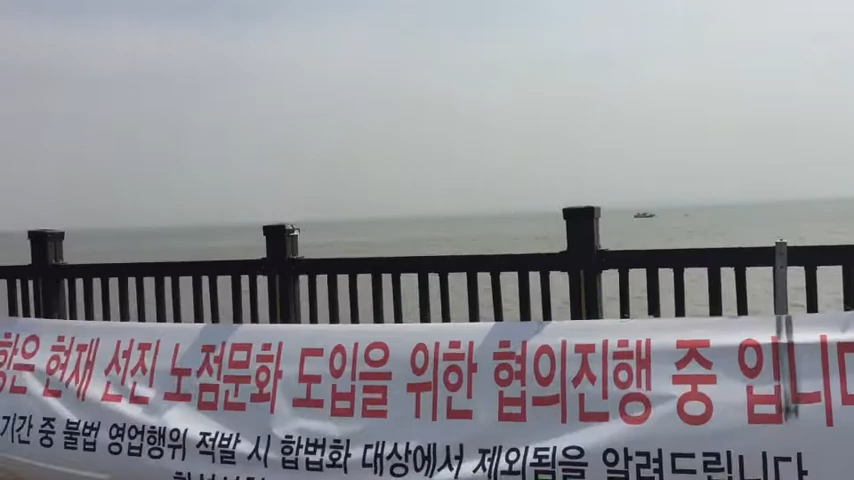 황은 현재 선진 노점문화 도입을 위한 협의진행 중 입니다
기간 중 불법 영업행위 적발 시 합법화 대상에서 제외됨을 알려드립니다